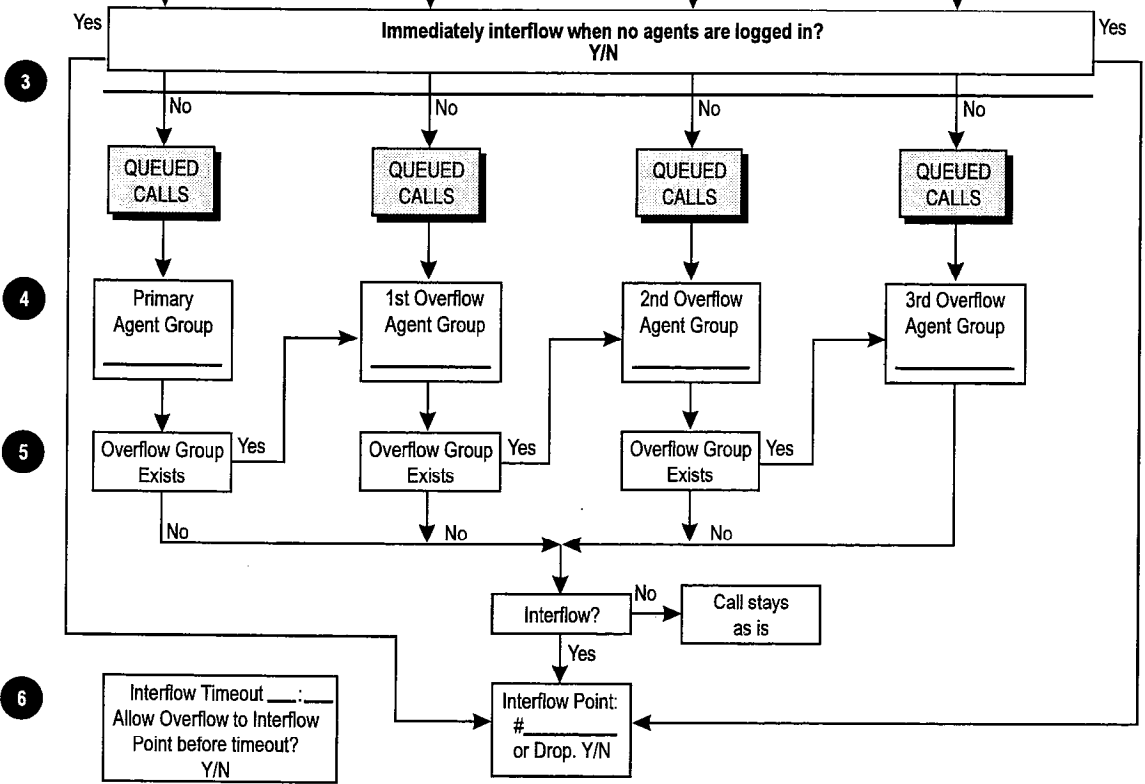 Yes
Immediately interflow when no agents are logged in?
Yes
Y/N
3
No
No
No
No
QUEUED
CALLS
QUEUED
CALLS
QUEUED
CALLS
QUEUED
CALLS
4
Primary
Agent Group
1st Overflow
Agent Group
2nd Overflow
Agent Group
3rd Overflow
Agent Group
5
Overflow Group
Exists
Yes
Overflow Group
Exists
Yes
Overflow Group
Exists
Yes
No
No
No
Interflow?
No
Call stays
as is
Yes
6
Interflow Timeout __:__
Allow Overflow to Interflow
Point before timeout?
Y/N
Interflow Point:
#__________
or Drop. Y/N